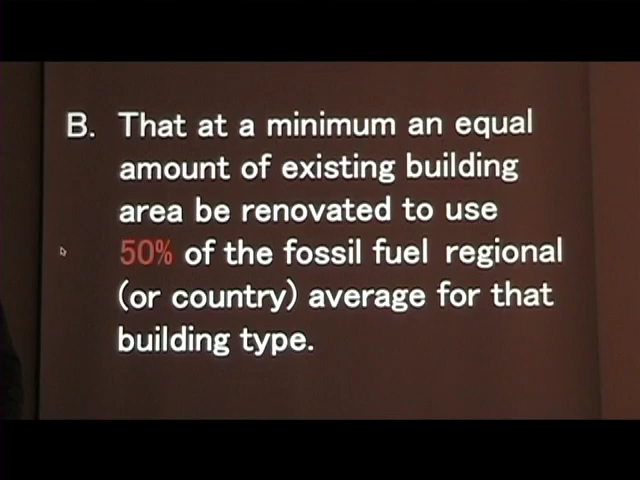 B. That at a minimum an equal
amount of existing building
area be renovated to use
50% of the fossil fuel regional
(or country) average for that
building type.